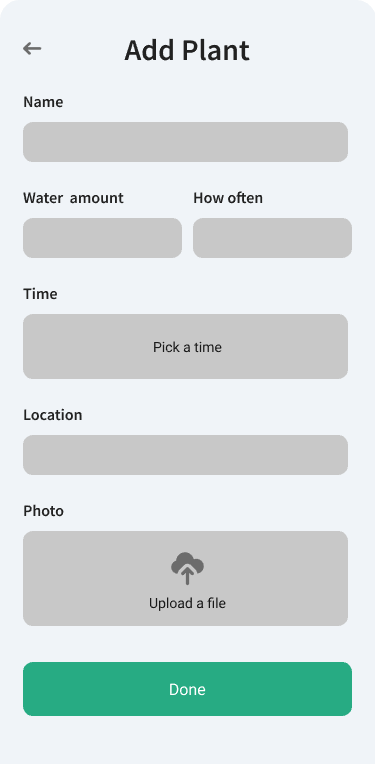 Add Plant
Name
Water amount
How often
Time
Pick a time
Location
Photo
Upload a file
Done